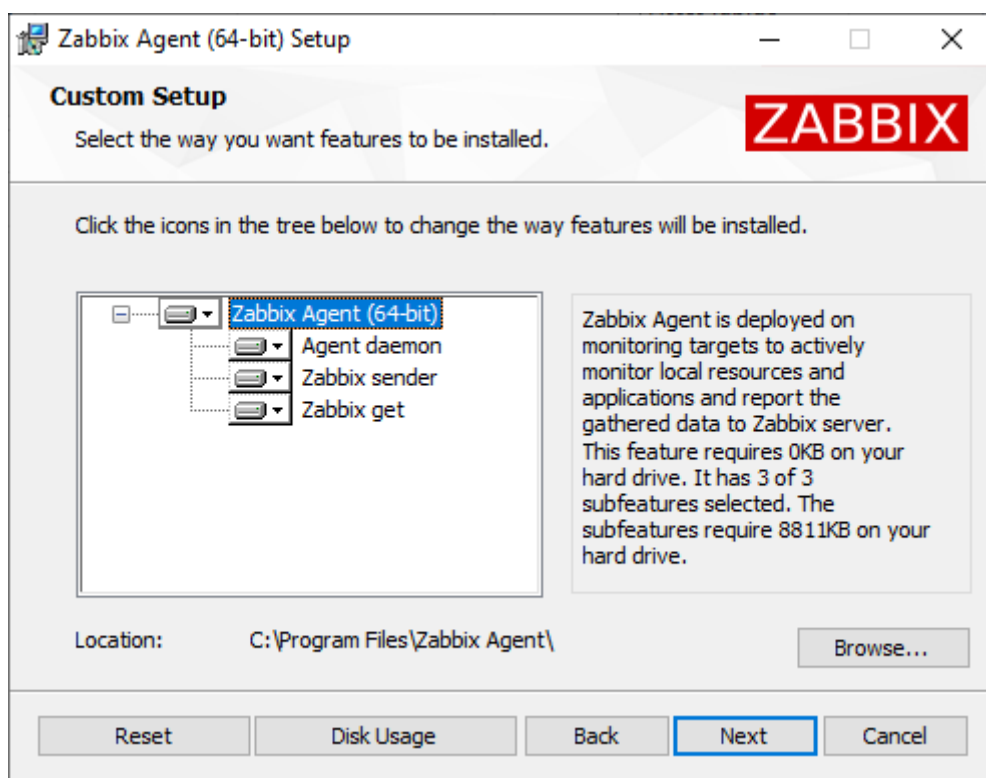 Zabbix Agent (64-bit) Setup
Custom Setup
Select the way you want features to be installed.
ZABBIX
Click the icons in the tree below to change the way features will be installed.
Zabbix Agent (64-bit)
Agent daemon
Zabbix sender
Zabbix get
Zabbix Agent is deployed on
monitoring targets to actively
monitor local resources and
applications and report the
gathered data to Zabbix server.
This feature requires 0KB on your
hard drive. It has 3 of 3
subfeatures selected. The
subfeatures require 8811KB on your
hard drive.
Location: C:\Program Files\Zabbix Agent\
Browse...
Reset Disk Usage Back Next Cancel